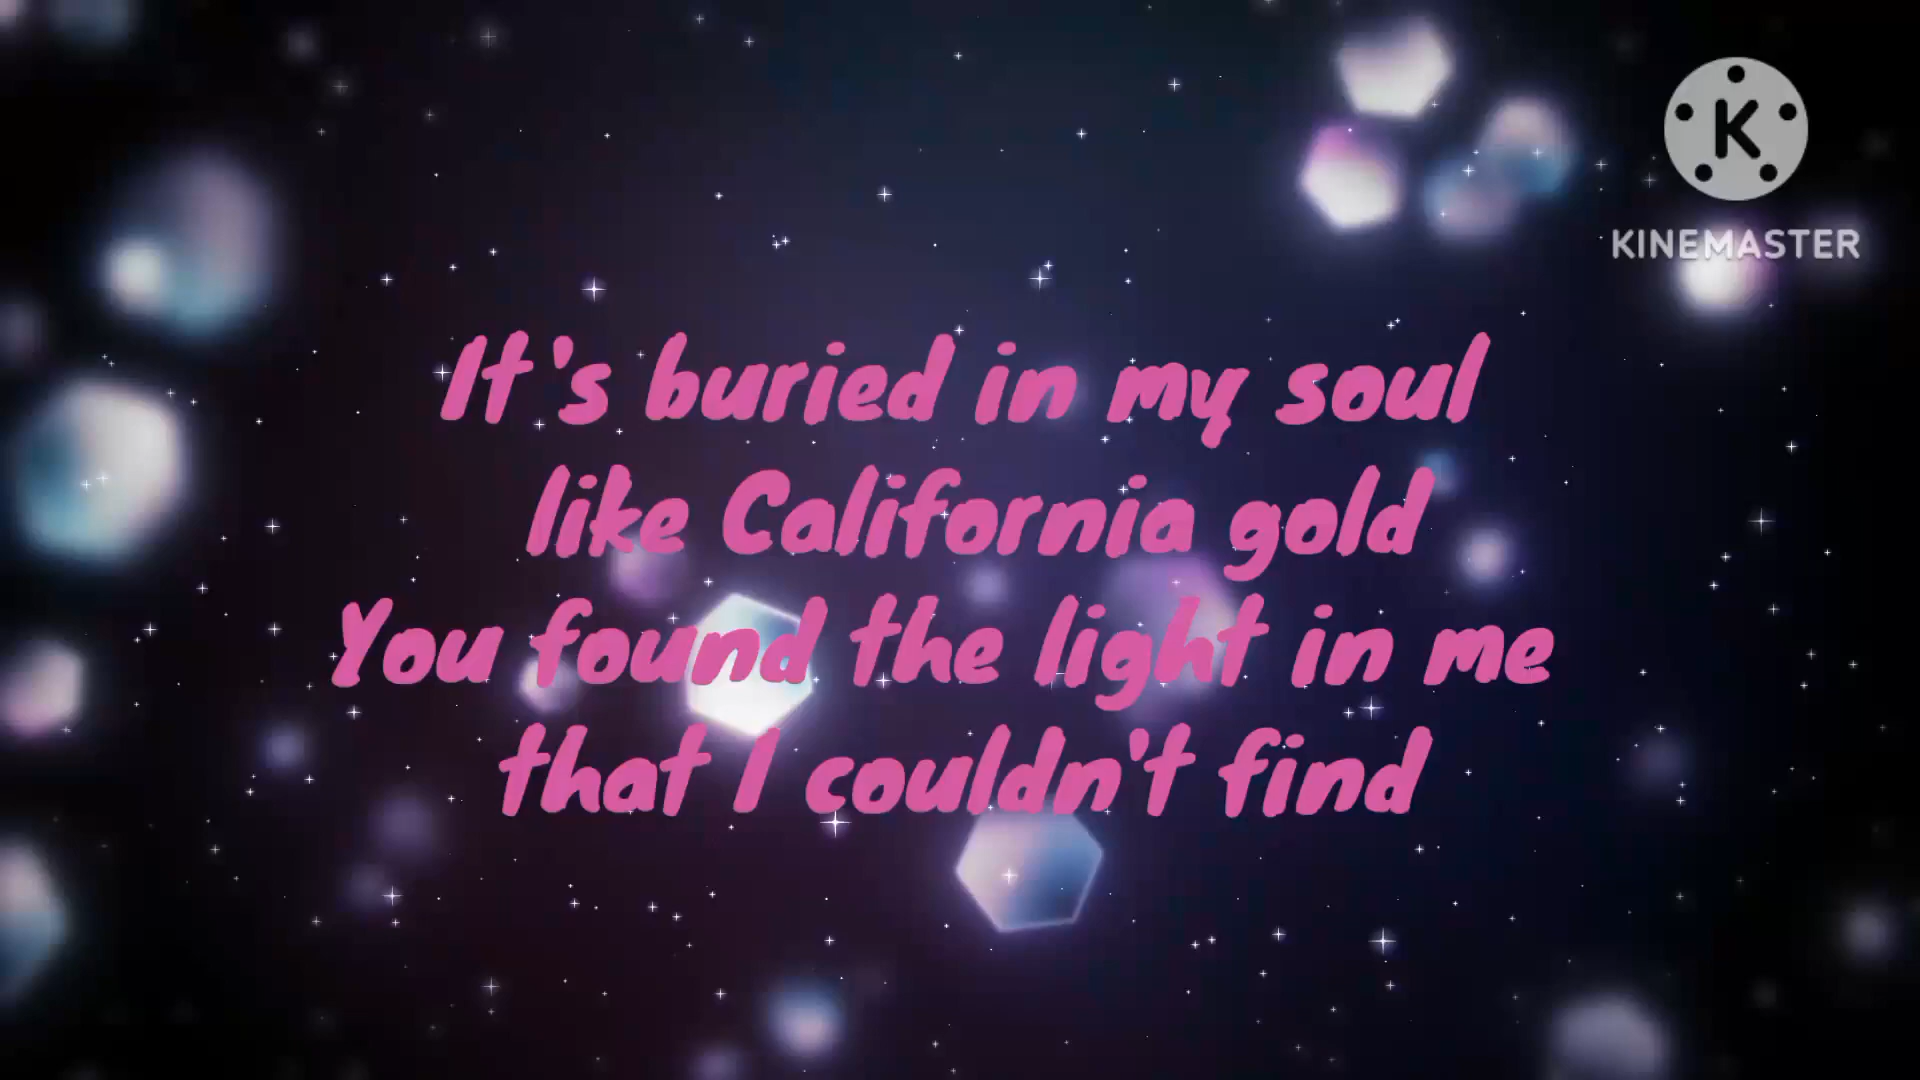 K
KINEMASTER
It's buried in my soul
like California gold
You found the light in me
that I couldn't find